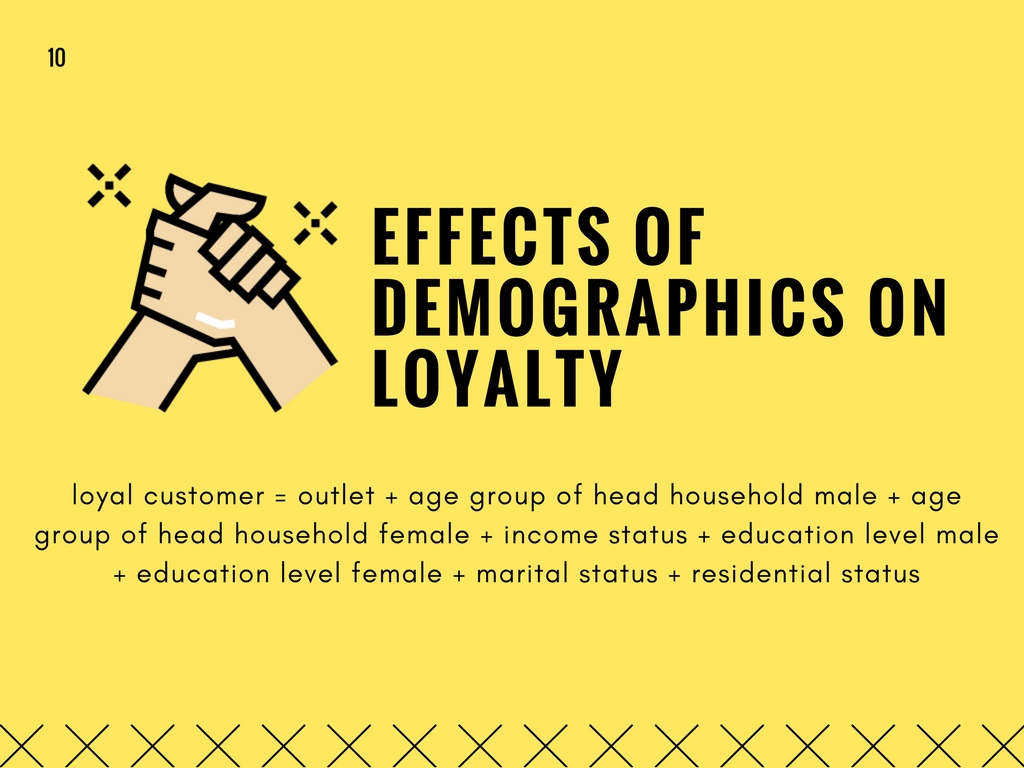 10
EFFECTS OF
DEMOGRAPHICS ON
LOYALTY
loyal customer = outlet + age group of head household male + age
group of head household female + income status + education level male
+ education level female + marital status + residential status